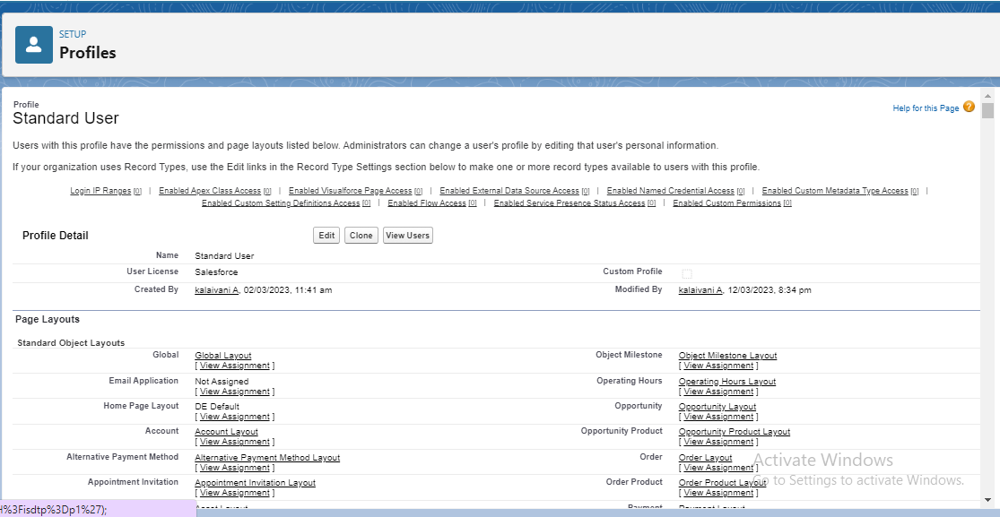 SETUP
Profiles
Profile
Standard User
Help for this Page ?
Users with this profile have the permissions and page layouts listed below. Administrators can change a user's profile by editing that user's personal information.
If your organization uses Record Types, use the Edit links in the Record Type Settings section below to make one or more record types available to users with this profile.
Login IP Ranges [0] | Enabled Apex Class Access [0] | Enabled Visualforce Page Access [0] | Enabled External Data Source Access [0] | Enabled Named Credential Access [0] | Enabled Custom Metadata Type Access [0] |
Enabled Custom Setting Definitions Access [0] | Enabled Flow Access [0] | Enabled Service Presence Status Access [0] | Enabled Custom Permissions [0]
Profile Detail Edit Clone View Users
Name Standard User
User License Salesforce Custom Profile
Created By kalaivani A, 02/03/2023, 11:41 am Modified By kalaivani A, 12/03/2023, 8:34 pm
Page Layouts
Standard Object Layouts
Global Global Layout Object Milestone Object Milestone Layout
[ View Assignment ] [ View Assignment ]
Email Application Not Assigned Operating Hours Operating Hours Layout
[ View Assignment ] [ View Assignment ]
Home Page Layout DE Default Opportunity Opportunity Layout
[ View Assignment ] [ View Assignment ]
Account Account Layout Opportunity Product Opportunity Product Layout
[ View Assignment ] [ View Assignment ]
Alternative Payment Method Alternative Payment Method Layout Order Order Layout
[ View Assignment ] [ View Assignment ]
Appointment Invitation Appointment Invitation Layout Order Product Order Product Layout
[ View Assignment ] [ View Assignment ]
Asset Layout Payment Payment Layout
Activate Windows
Go to Settings to activate Windows.
%3Fisdtp%3Dp1%27);